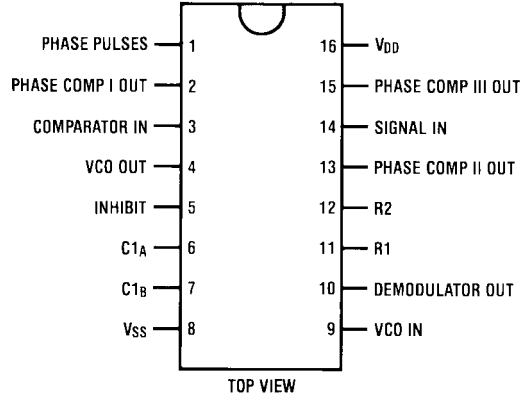 PHASE PULSES 1 16 VDD
PHASE COMP I OUT 2 15 PHASE COMP III OUT
COMPARATOR IN 3 14 SIGNAL IN
VCO OUT 4 13 PHASE COMP II OUT
INHIBIT 5 12 R2
C1A 6 11 R1
C1B 7 10 DEMODULATOR OUT
VSS 8 9 VCO IN
TOP VIEW